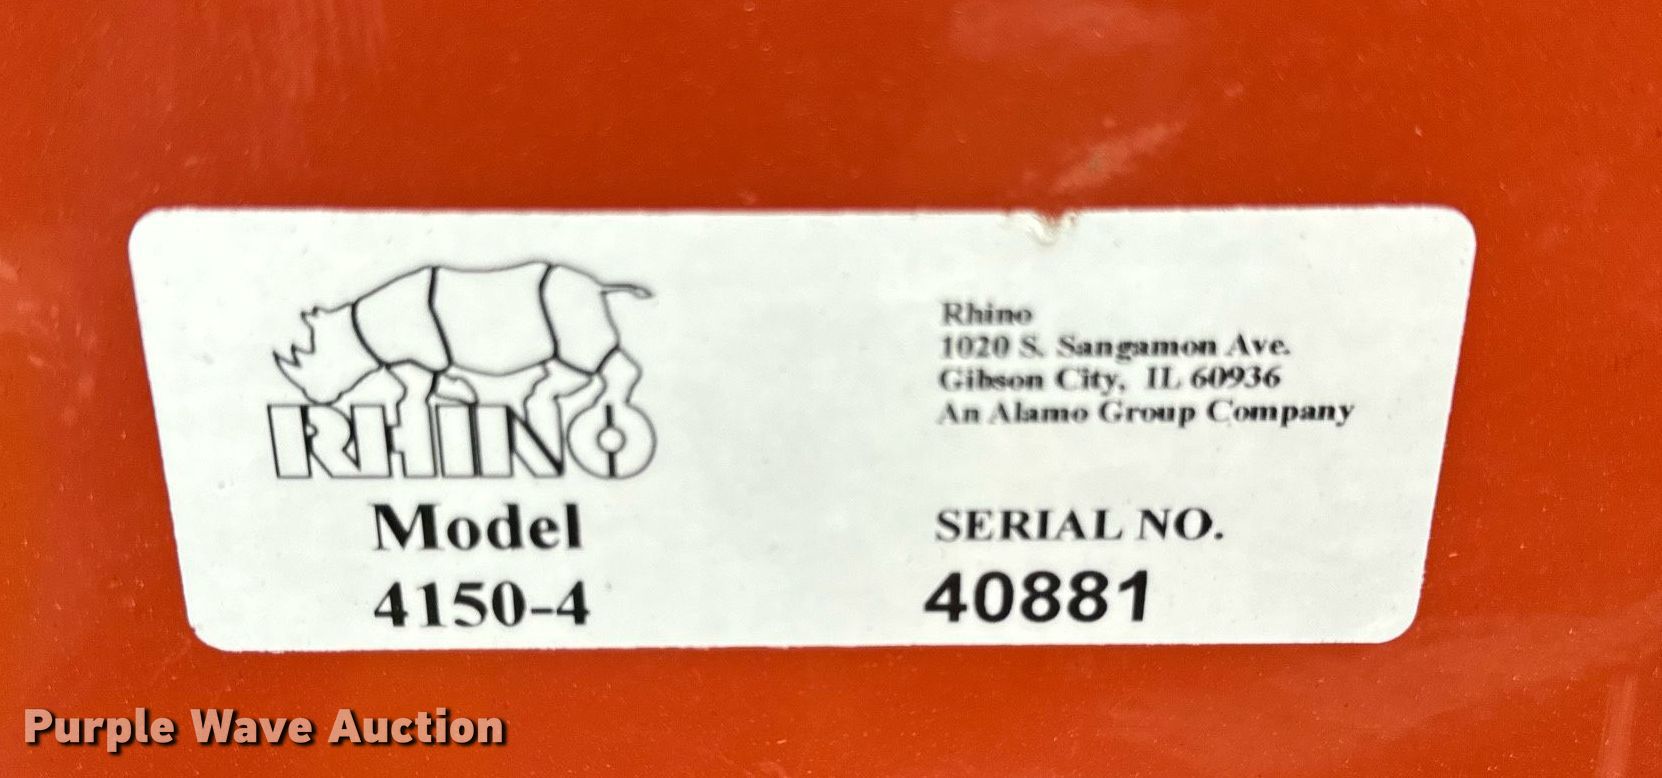 RHINO
Model
4150-4
Rhino
1020 S. Sangamon Ave.
Gibson City, IL 60936
An Alamo Group Company
SERIAL NO.
40881
Purple Wave Auction